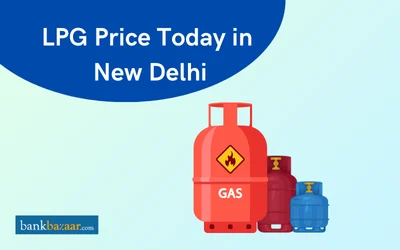 LPG Price Today in
New Delhi
GAS
bankbazaar.com